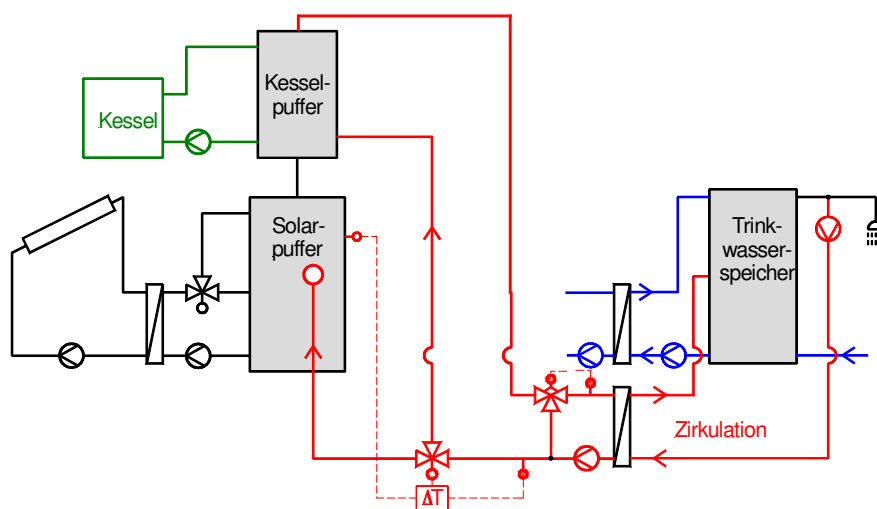 Kessel-
puffer
Kessel
Solar-
puffer
Trink-
wasser-
speicher
Zirkulation
ΔT